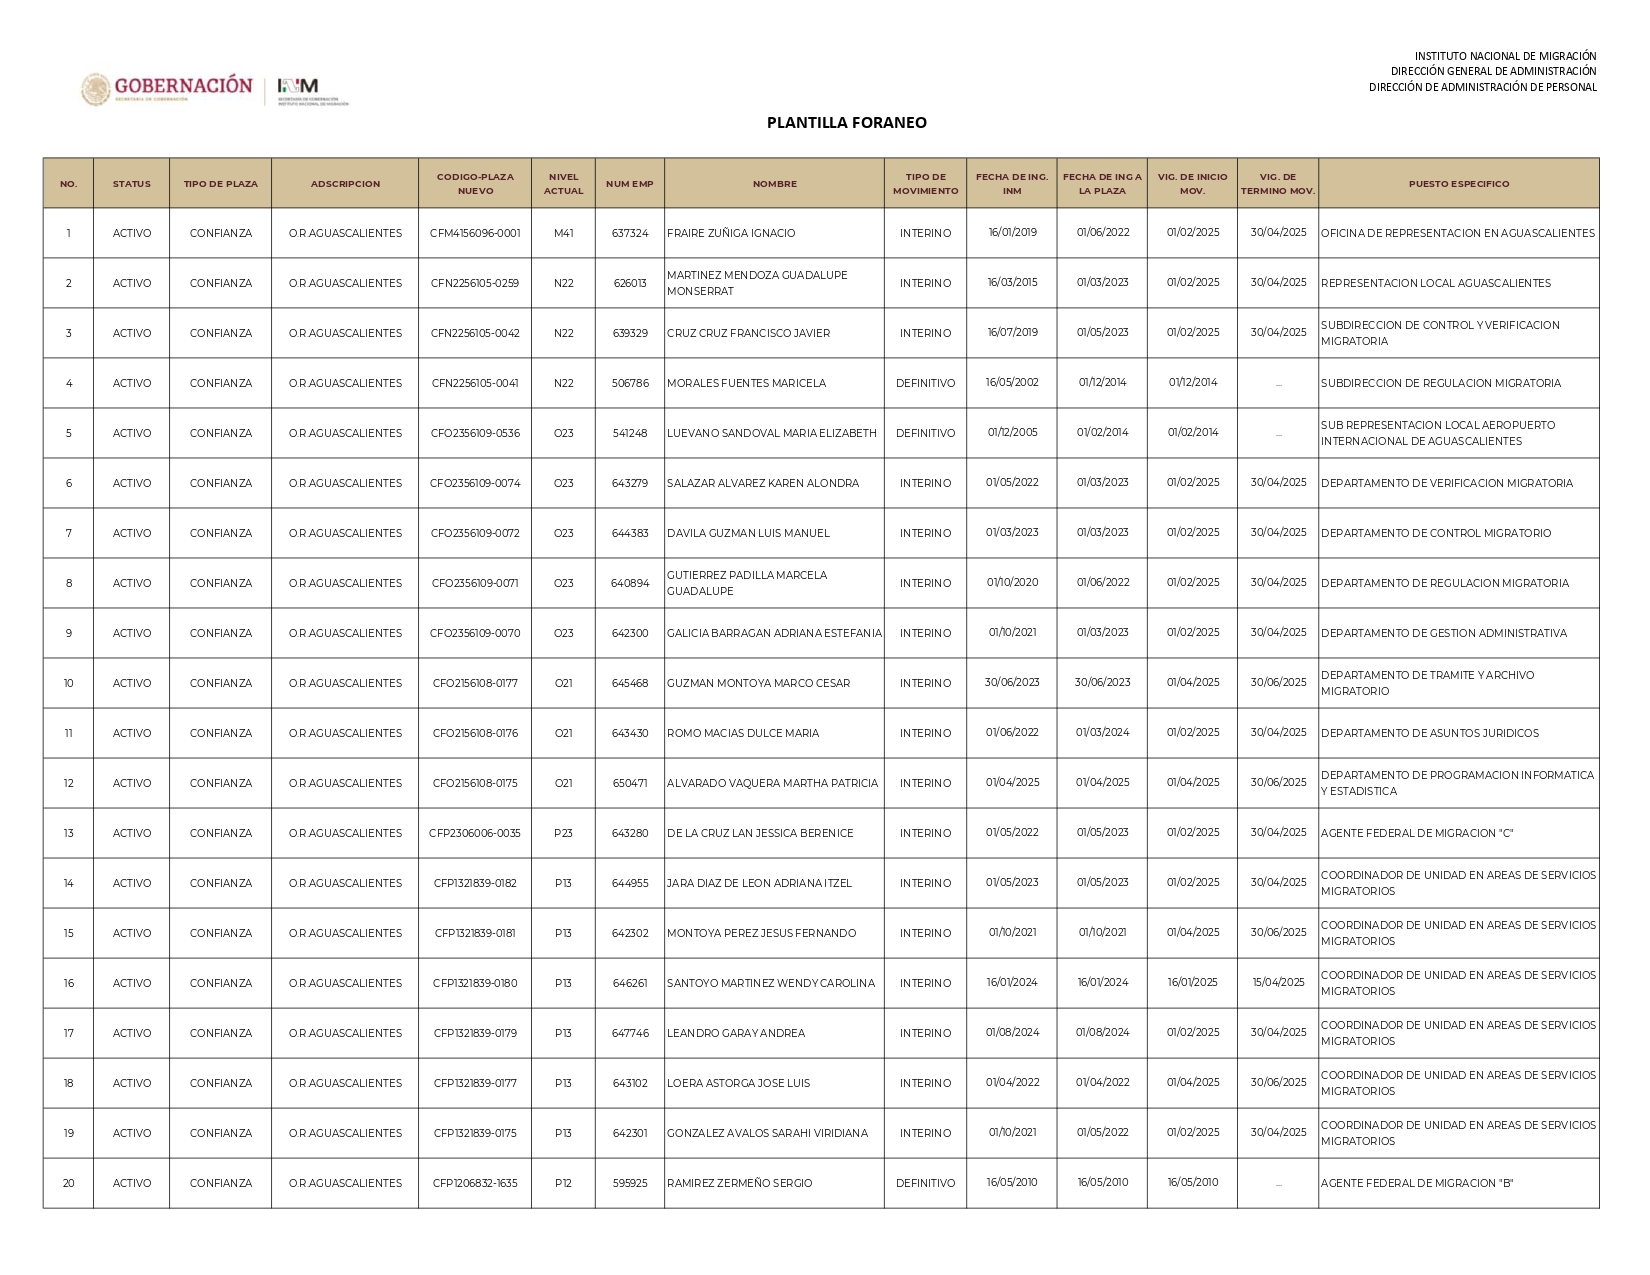 INSTITUTO NACIONAL DE MIGRACIÓN
DIRECCIÓN GENERAL DE ADMINISTRACIÓN
DIRECCIÓN DE ADMINISTRACIÓN DE PERSONAL
GOBERNACIÓN
SECRETARÍA DE GOBERNACIÓN
INM
SECRETARÍA DE GOBERNACIÓN
INSTITUTO NACIONAL DE MIGRACIÓN
PLANTILLA FORANEO
NO. STATUS TIPO DE PLAZA ADSCRIPCION CODIGO-PLAZA NUEVO NIVEL ACTUAL NUM EMP NOMBRE TIPO DE MOVIMIENTO FECHA DE ING. INM FECHA DE ING A LA PLAZA VIG. DE INICIO MOV. VIG. DE TERMINO MOV. PUESTO ESPECIFICO
1 ACTIVO CONFIANZA O.R.AGUASCALIENTES CFM4156096-0001 M41 637324 FRAIRE ZUÑIGA IGNACIO INTERINO 16/01/2019 01/06/2022 01/02/2025 30/04/2025 OFICINA DE REPRESENTACION EN AGUASCALIENTES
2 ACTIVO CONFIANZA O.R.AGUASCALIENTES CFN2256105-0259 N22 626013 MARTINEZ MENDOZA GUADALUPE MONSERRAT INTERINO 16/03/2015 01/03/2023 01/02/2025 30/04/2025 REPRESENTACION LOCAL AGUASCALIENTES
3 ACTIVO CONFIANZA O.R.AGUASCALIENTES CFN2256105-0042 N22 639329 CRUZ CRUZ FRANCISCO JAVIER INTERINO 16/07/2019 01/05/2023 01/02/2025 30/04/2025 SUBDIRECCION DE CONTROL Y VERIFICACION MIGRATORIA
4 ACTIVO CONFIANZA O.R.AGUASCALIENTES CFN2256105-0041 N22 506786 MORALES FUENTES MARICELA DEFINITIVO 16/05/2002 01/12/2014 01/12/2014 ... SUBDIRECCION DE REGULACION MIGRATORIA
5 ACTIVO CONFIANZA O.R.AGUASCALIENTES CFO2356109-0536 O23 541248 LUEVANO SANDOVAL MARIA ELIZABETH DEFINITIVO 01/12/2005 01/02/2014 01/02/2014 ... SUB REPRESENTACION LOCAL AEROPUERTO INTERNACIONAL DE AGUASCALIENTES
6 ACTIVO CONFIANZA O.R.AGUASCALIENTES CFO2356109-0074 O23 643279 SALAZAR ALVAREZ KAREN ALONDRA INTERINO 01/05/2022 01/03/2023 01/02/2025 30/04/2025 DEPARTAMENTO DE VERIFICACION MIGRATORIA
7 ACTIVO CONFIANZA O.R.AGUASCALIENTES CFO2356109-0072 O23 644383 DAVILA GUZMAN LUIS MANUEL INTERINO 01/03/2023 01/03/2023 01/02/2025 30/04/2025 DEPARTAMENTO DE CONTROL MIGRATORIO
8 ACTIVO CONFIANZA O.R.AGUASCALIENTES CFO2356109-0071 O23 640894 GUTIERREZ PADILLA MARCELA GUADALUPE INTERINO 01/10/2020 01/06/2022 01/02/2025 30/04/2025 DEPARTAMENTO DE REGULACION MIGRATORIA
9 ACTIVO CONFIANZA O.R.AGUASCALIENTES CFO2356109-0070 O23 642300 GALICIA BARRAGAN ADRIANA ESTEFANIA INTERINO 01/10/2021 01/03/2023 01/02/2025 30/04/2025 DEPARTAMENTO DE GESTION ADMINISTRATIVA
10 ACTIVO CONFIANZA O.R.AGUASCALIENTES CFO2156108-0177 O21 645468 GUZMAN MONTOYA MARCO CESAR INTERINO 30/06/2023 30/06/2023 01/04/2025 30/06/2025 DEPARTAMENTO DE TRAMITE Y ARCHIVO MIGRATORIO
11 ACTIVO CONFIANZA O.R.AGUASCALIENTES CFO2156108-0176 O21 643430 ROMO MACIAS DULCE MARIA INTERINO 01/06/2022 01/03/2024 01/02/2025 30/04/2025 DEPARTAMENTO DE ASUNTOS JURIDICOS
12 ACTIVO CONFIANZA O.R.AGUASCALIENTES CFO2156108-0175 O21 650471 ALVARADO VAQUERA MARTHA PATRICIA INTERINO 01/04/2025 01/04/2025 01/04/2025 30/06/2025 DEPARTAMENTO DE PROGRAMACION INFORMATICA Y ESTADISTICA
13 ACTIVO CONFIANZA O.R.AGUASCALIENTES CFP2306006-0035 P23 643280 DE LA CRUZ LAN JESSICA BERENICE INTERINO 01/05/2022 01/05/2023 01/02/2025 30/04/2025 AGENTE FEDERAL DE MIGRACION "C"
14 ACTIVO CONFIANZA O.R.AGUASCALIENTES CFP1321839-0182 P13 644955 JARA DIAZ DE LEON ADRIANA ITZEL INTERINO 01/05/2023 01/05/2023 01/02/2025 30/04/2025 COORDINADOR DE UNIDAD EN AREAS DE SERVICIOS MIGRATORIOS
15 ACTIVO CONFIANZA O.R.AGUASCALIENTES CFP1321839-0181 P13 642302 MONTOYA PEREZ JESUS FERNANDO INTERINO 01/10/2021 01/10/2021 01/04/2025 30/06/2025 COORDINADOR DE UNIDAD EN AREAS DE SERVICIOS MIGRATORIOS
16 ACTIVO CONFIANZA O.R.AGUASCALIENTES CFP1321839-0180 P13 646261 SANTOYO MARTINEZ WENDY CAROLINA INTERINO 16/01/2024 16/01/2024 16/01/2025 15/04/2025 COORDINADOR DE UNIDAD EN AREAS DE SERVICIOS MIGRATORIOS
17 ACTIVO CONFIANZA O.R.AGUASCALIENTES CFP1321839-0179 P13 647746 LEANDRO GARAY ANDREA INTERINO 01/08/2024 01/08/2024 01/02/2025 30/04/2025 COORDINADOR DE UNIDAD EN AREAS DE SERVICIOS MIGRATORIOS
18 ACTIVO CONFIANZA O.R.AGUASCALIENTES CFP1321839-0177 P13 643102 LOERA ASTORGA JOSE LUIS INTERINO 01/04/2022 01/04/2022 01/04/2025 30/06/2025 COORDINADOR DE UNIDAD EN AREAS DE SERVICIOS MIGRATORIOS
19 ACTIVO CONFIANZA O.R.AGUASCALIENTES CFP1321839-0175 P13 642301 GONZALEZ AVALOS SARAHI VIRIDIANA INTERINO 01/10/2021 01/05/2022 01/02/2025 30/04/2025 COORDINADOR DE UNIDAD EN AREAS DE SERVICIOS MIGRATORIOS
20 ACTIVO CONFIANZA O.R.AGUASCALIENTES CFP1206832-1635 P12 595925 RAMIREZ ZERMEÑO SERGIO DEFINITIVO 16/05/2010 16/05/2010 16/05/2010 ... AGENTE FEDERAL DE MIGRACION "B"